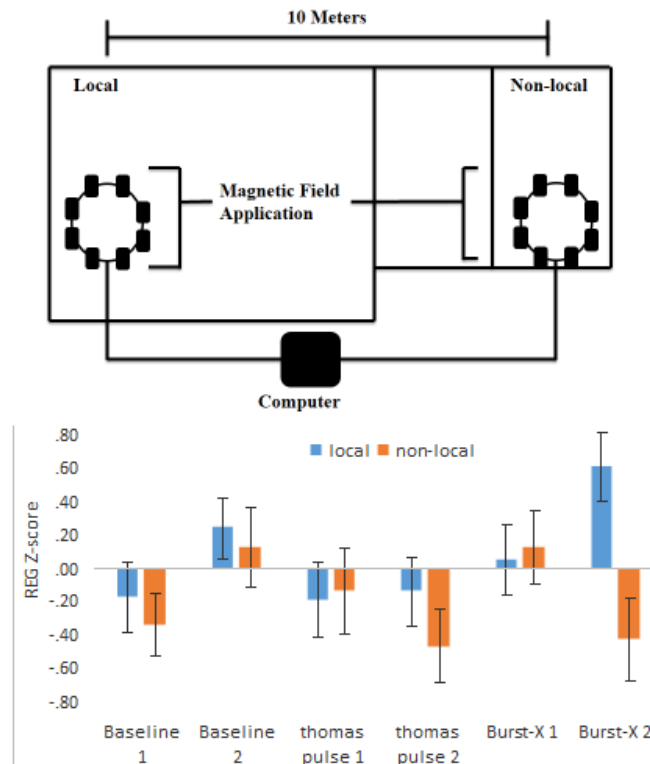 10 Meters
Local
Non-local
Magnetic Field
Application
Computer
.80
local
non-local
.60
.40
.20
.00
-.20
-.40
-.60
-.80
REG Z-score
Baseline
1
Baseline
2
thomas
pulse 1
thomas
pulse 2
Burst-X 1
Burst-X 2